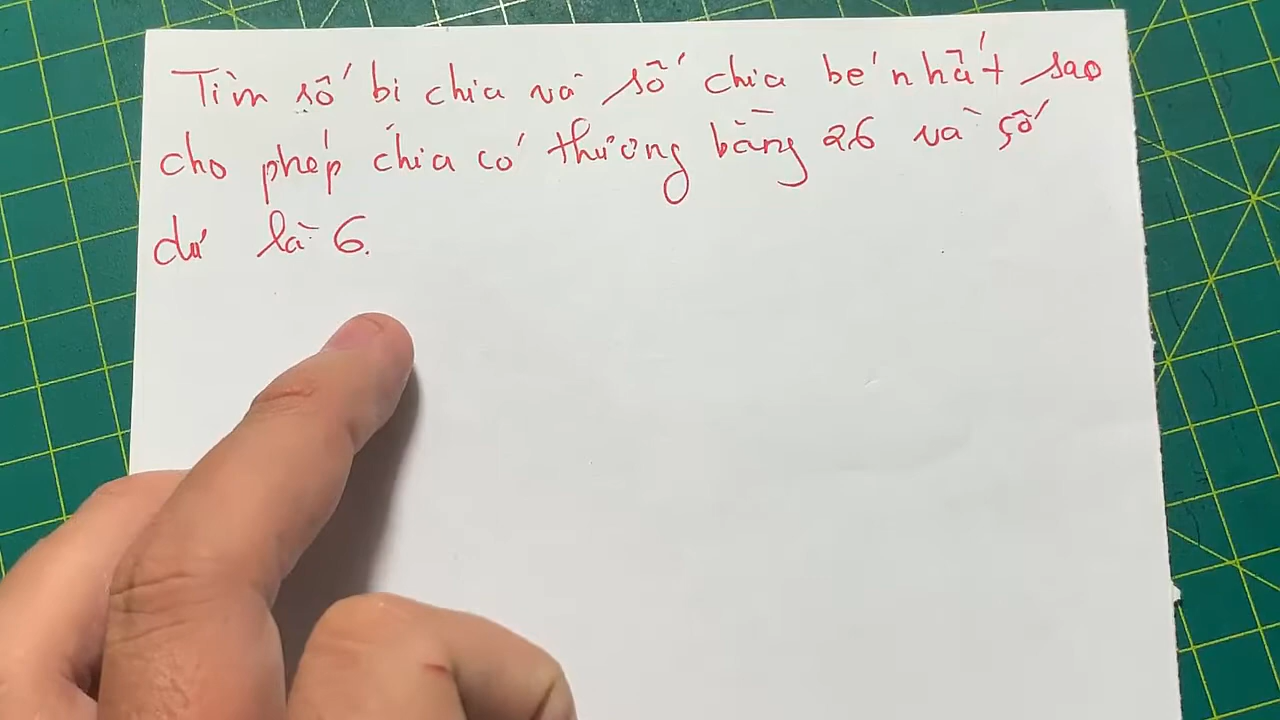 Tìm số bị chia và số chia bé nhất sao
cho phép chia có thương bằng 26 và số
dư là 6.